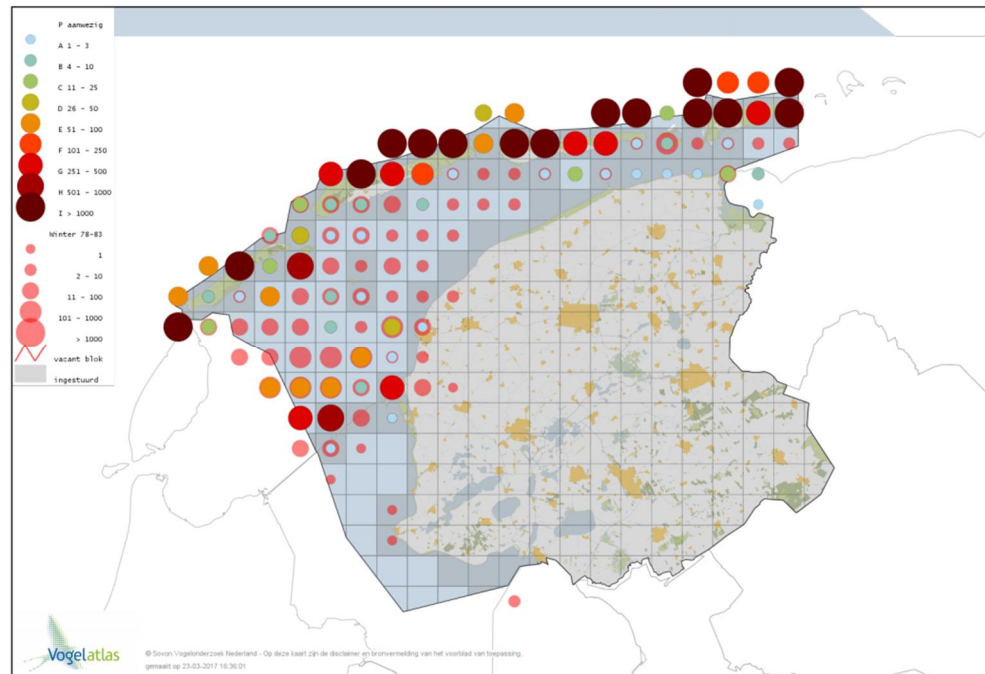 P aanwezig
A 1 - 3
B 4 - 10
C 11 - 25
D 26 - 50
E 51 - 100
F 101 - 250
G 251 - 500
H 501 - 1000
I > 1000
Winter 78-83
1
2 - 10
11 - 100
101 - 1000
> 1000
vacant blok
ingestuurd
Vogelatlas
© Sovon Vogelonderzoek Nederland - Op deze kaart zijn de disclaimer en bronvermelding van het voorblad van toepassing.
gemaakt op 23-03-2017 16:36:01